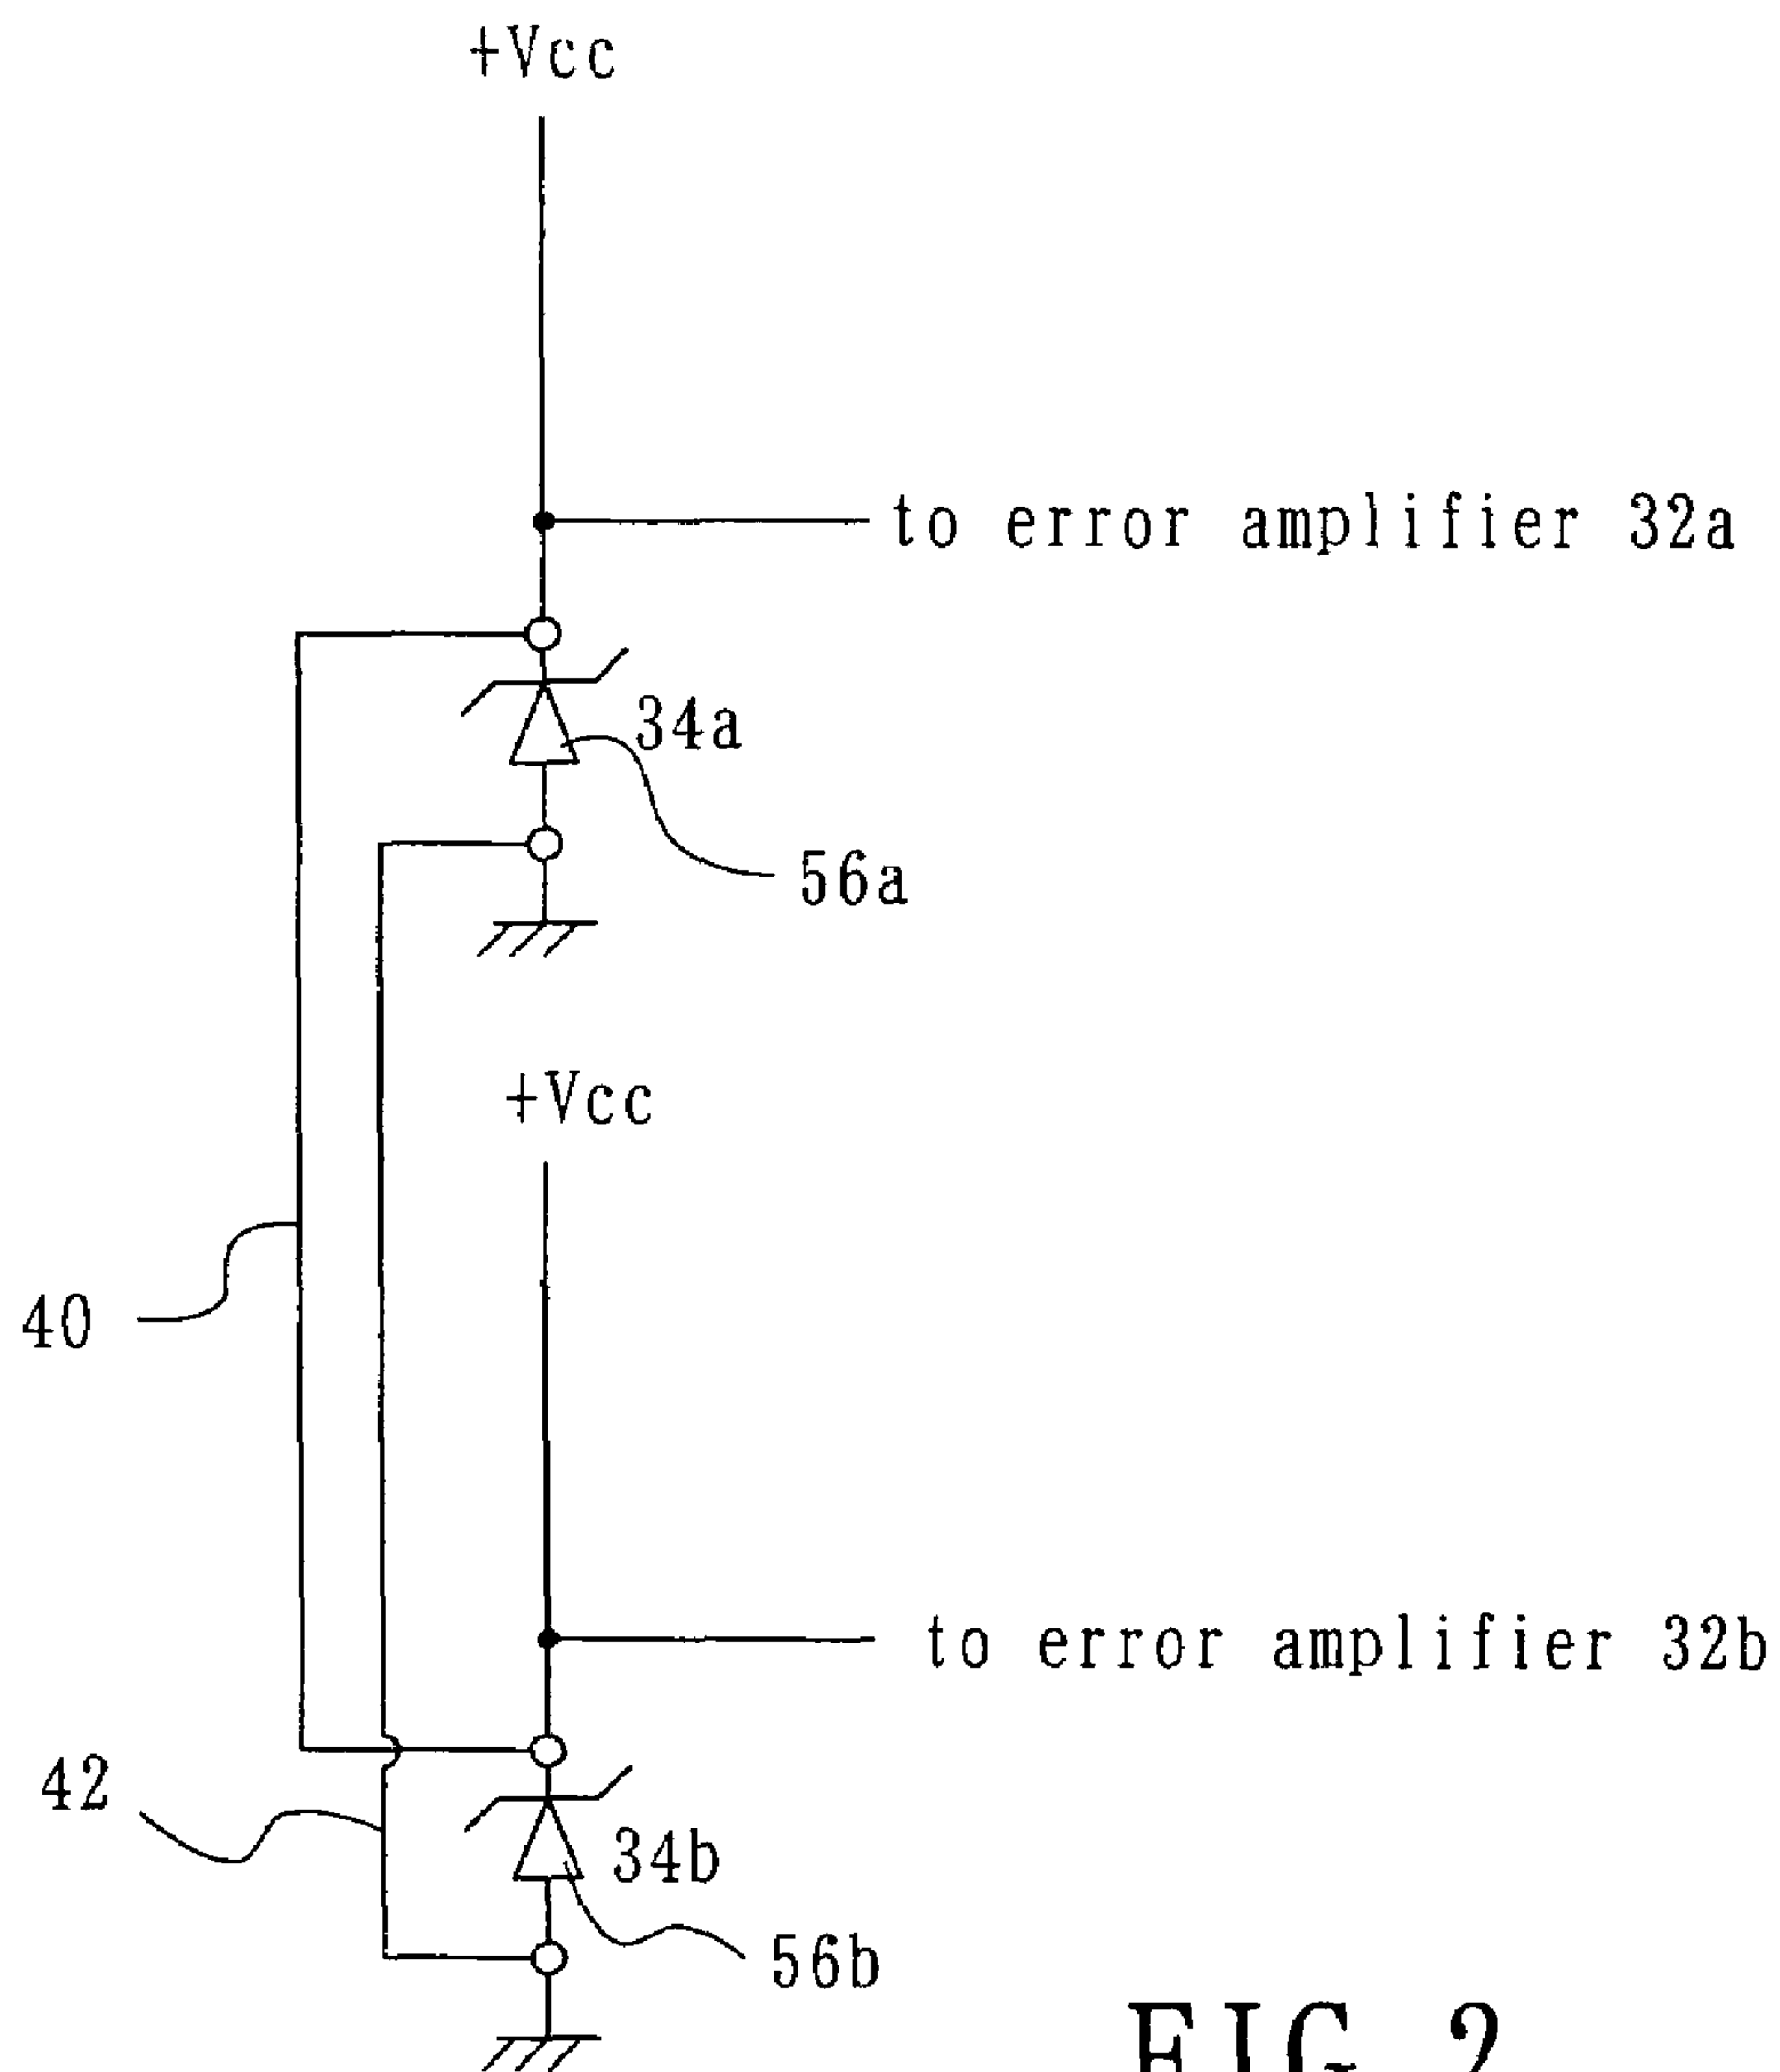 +Vcc
to error amplifier 32a
34a
56a
+Vcc
40
to error amplifier 32b
42
34b
56b
FIG.2